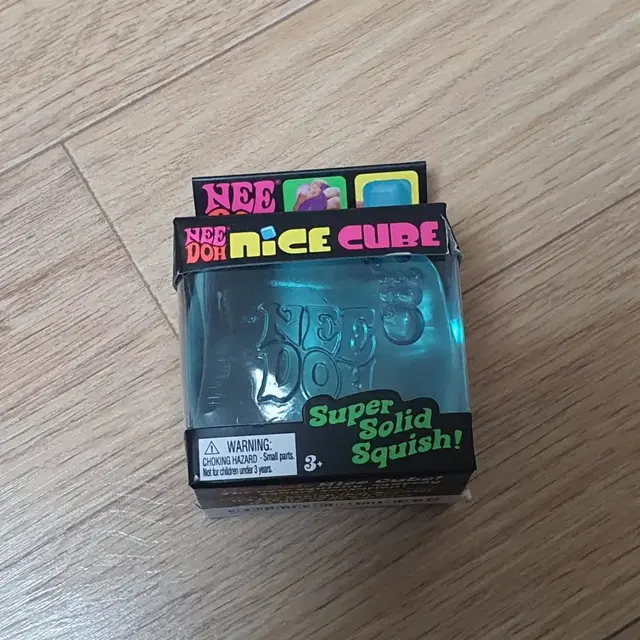 NEE
NEE
DOH
NICE CUBE
NEE
DOH
Super
Solid
Squish!
WARNING:
CHOKING HAZARD - Small parts.
Not for children under 3 years.
3+